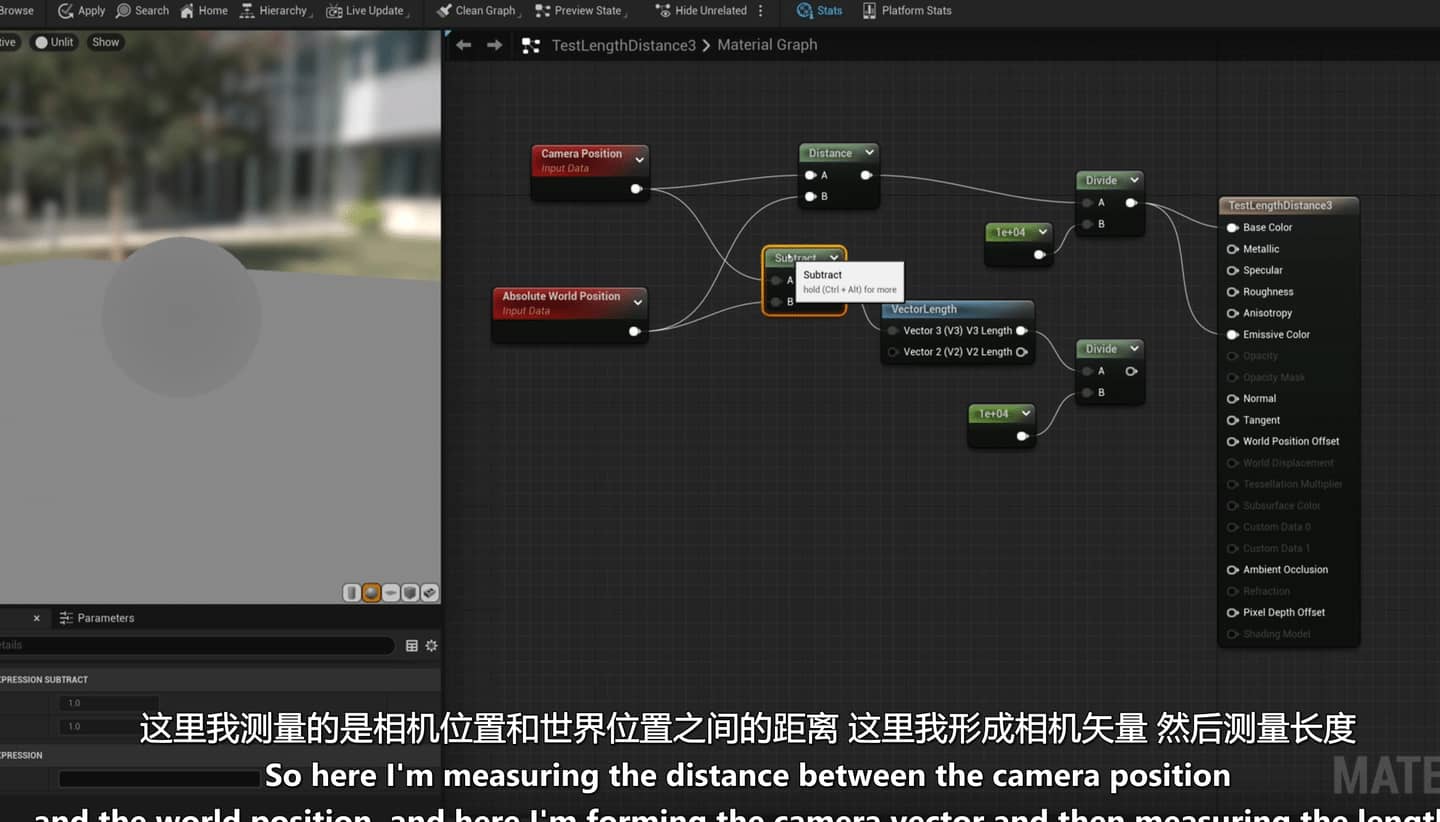 Browse Apply Search Home Hierarchy Live Update Clean Graph Preview State Hide Unrelated Stats Platform Stats
Unlit Show
TestLengthDistance3 Material Graph
Camera Position
Input Data
Distance
A
B
Divide
A
B
1e+04
Subtract
A
B
Subtract
hold (Ctrl + Alt) for more
Absolute World Position
Input Data
VectorLength
Vector 3 (V3) V3 Length
Vector 2 (V2) V2 Length
Divide
A
B
1e+04
TestLengthDistance3
Base Color
Metallic
Specular
Roughness
Anisotropy
Emissive Color
Opacity
Opacity Mask
Normal
Tangent
World Position Offset
World Displacement
Tessellation Multiplier
Subsurface Color
Custom Data 0
Custom Data 1
Ambient Occlusion
Refraction
Pixel Depth Offset
Shading Model
Parameters
EXPRESSION SUBTRACT
1.0
1.0
这里我测量的是相机位置和世界位置之间的距离 这里我形成相机矢量 然后测量长度
So here I'm measuring the distance between the camera position
and the world position, and here I'm forming the camera vector and then measuring the length